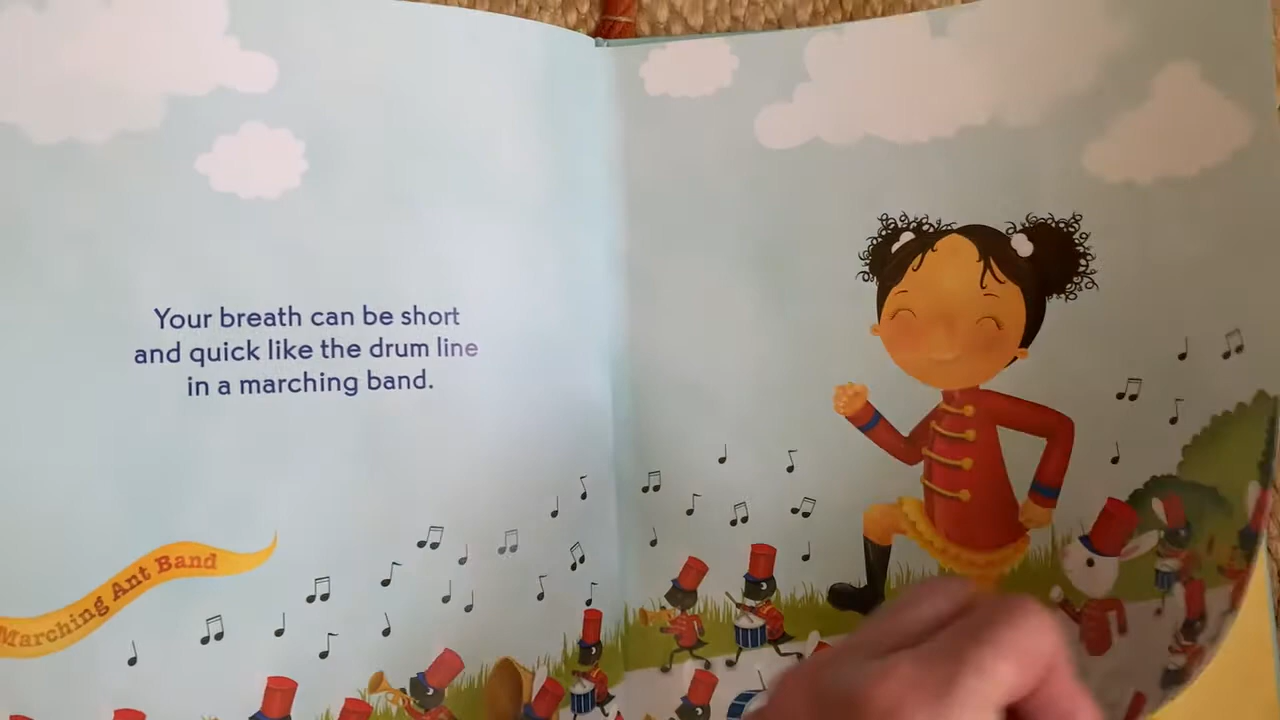 Your breath can be short
and quick like the drum line
in a marching band.
Marching Ant Band